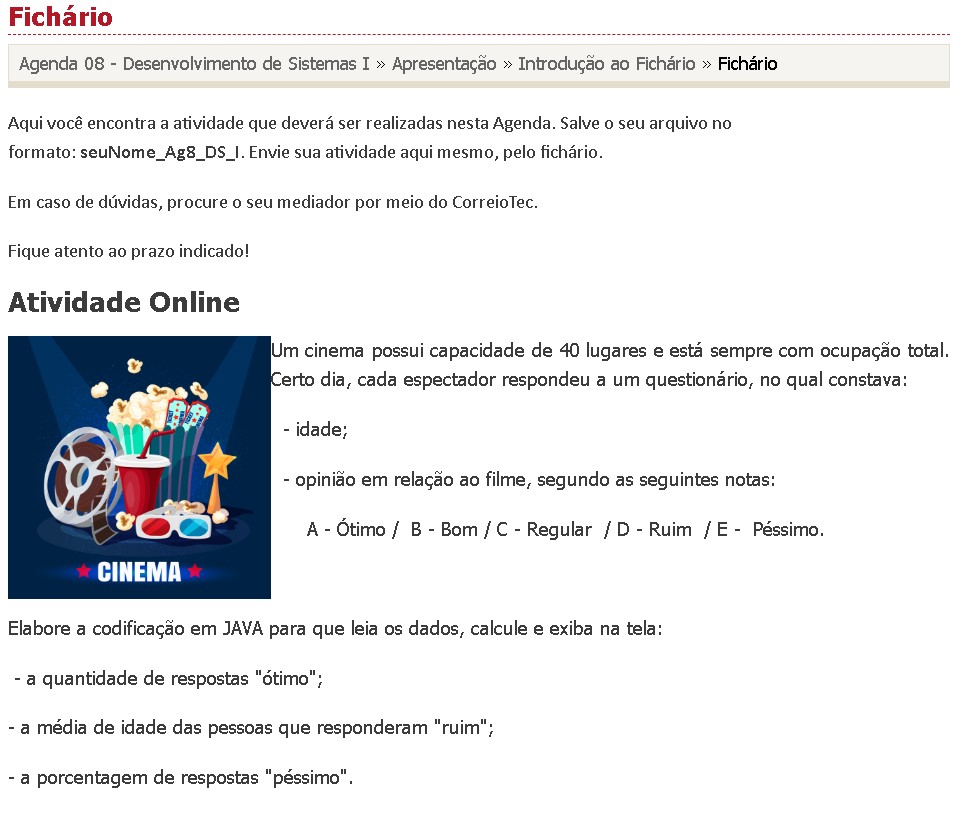 Fichário
Agenda 08 - Desenvolvimento de Sistemas I » Apresentação » Introdução ao Fichário » Fichário
Aqui você encontra a atividade que deverá ser realizadas nesta Agenda. Salve o seu arquivo no
formato: seuNome_Ag8_DS_I. Envie sua atividade aqui mesmo, pelo fichário.
Em caso de dúvidas, procure o seu mediador por meio do CorreioTec.
Fique atento ao prazo indicado!
Atividade Online
Um cinema possui capacidade de 40 lugares e está sempre com ocupação total.
Certo dia, cada espectador respondeu a um questionário, no qual constava:
- idade;
- opinião em relação ao filme, segundo as seguintes notas:
A - Ótimo / B - Bom / C - Regular / D - Ruim / E - Péssimo.
CINEMA
Elabore a codificação em JAVA para que leia os dados, calcule e exiba na tela:
- a quantidade de respostas "ótimo";
- a média de idade das pessoas que responderam "ruim";
- a porcentagem de respostas "péssimo".